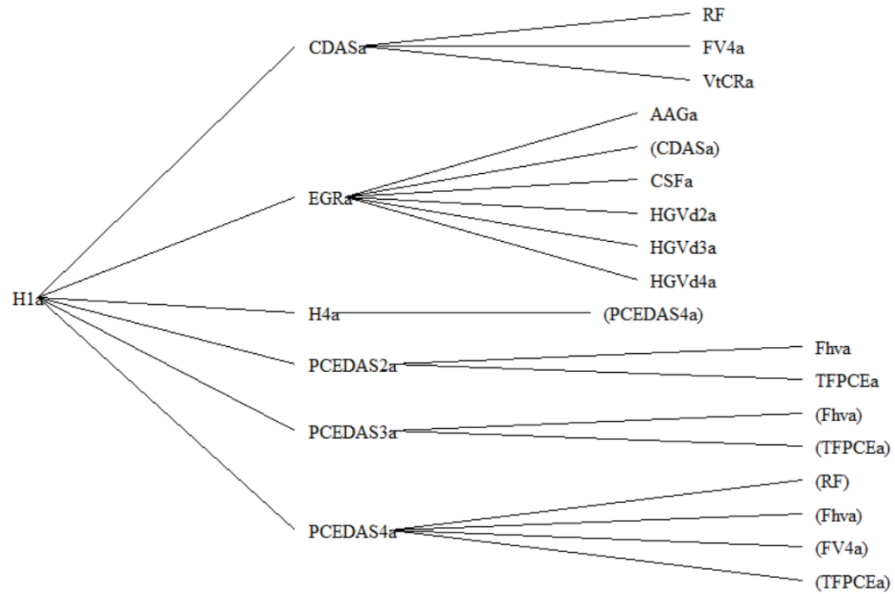 RF
CDASa
FV4a
VtCRa
AAGa
(CDASa)
CSFa
EGRa
HGVd2a
HGVd3a
HGVd4a
H1a
H4a
(PCEDAS4a)
Fhva
PCEDAS2a
TFPCEa
(Fhva)
PCEDAS3a
(TFPCEa)
(RF)
(Fhva)
PCEDAS4a
(FV4a)
(TFPCEa)